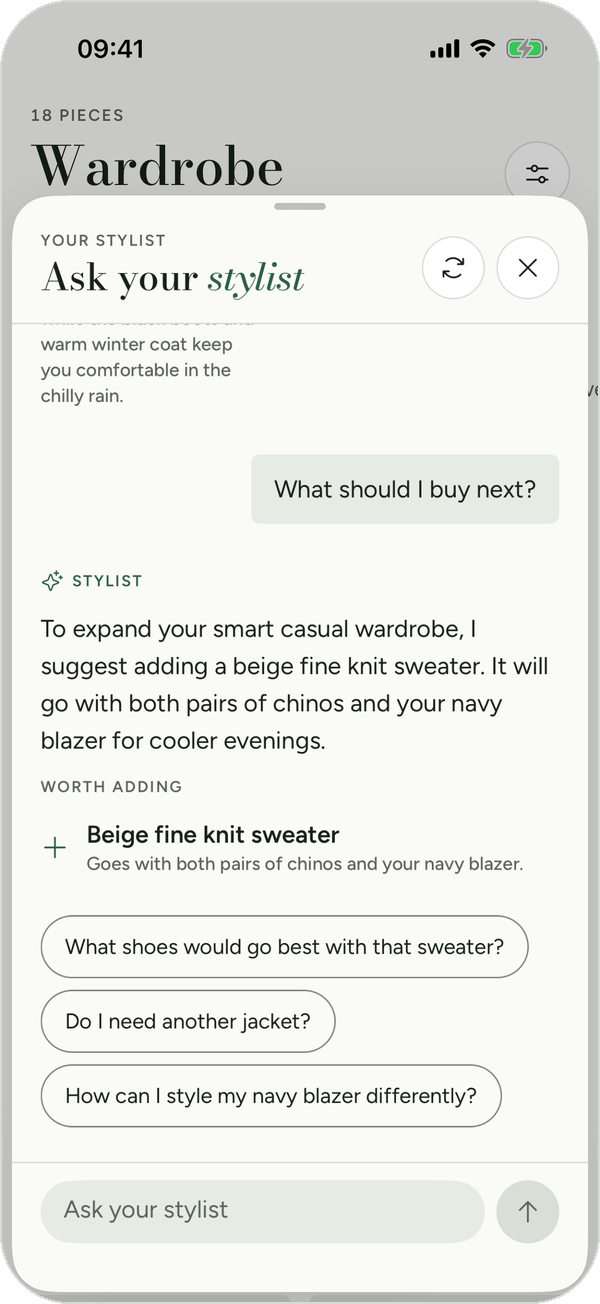 09:41
18 PIECES
Wardrobe
YOUR STYLIST
Ask your stylist
warm winter coat keep
you comfortable in the
chilly rain.
What should I buy next?
STYLIST
To expand your smart casual wardrobe, I
suggest adding a beige fine knit sweater. It will
go with both pairs of chinos and your navy
blazer for cooler evenings.
WORTH ADDING
Beige fine knit sweater
Goes with both pairs of chinos and your navy blazer.
What shoes would go best with that sweater?
Do I need another jacket?
How can I style my navy blazer differently?
Ask your stylist